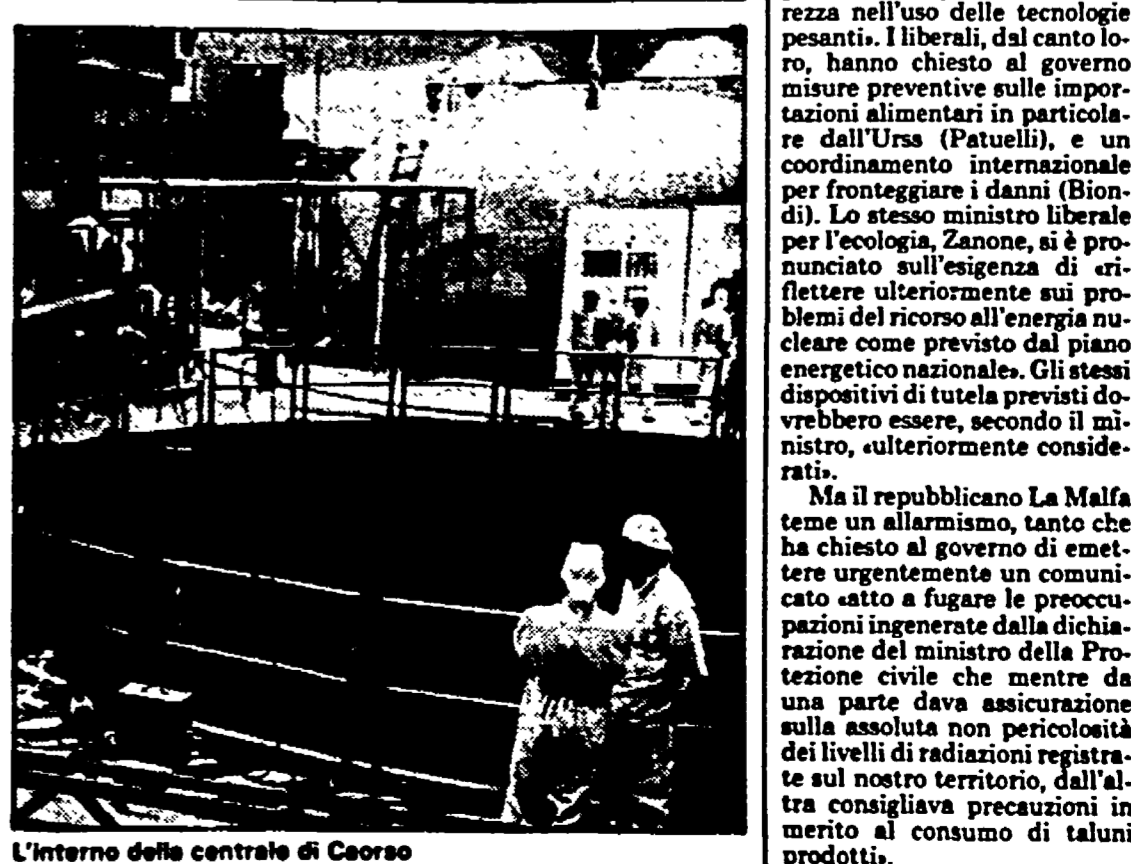 L'interno della centrale di Caorso
rezza nell'uso delle tecnologie
pesanti». I liberali, dal canto lo-
ro, hanno chiesto al governo
misure preventive sulle impor-
tazioni alimentari in particola-
re dall'Urss (Patuelli), e un
coordinamento internazionale
per fronteggiare i danni (Bion-
di). Lo stesso ministro liberale
per l'ecologia, Zanone, si è pro-
nunciato sull'esigenza di «ri-
flettere ulteriormente sui pro-
blemi del ricorso all'energia nu-
cleare come previsto dal piano
energetico nazionale». Gli stessi
dispositivi di tutela previsti do-
vrebbero essere, secondo il mi-
nistro, «ulteriormente conside-
rati».
Ma il repubblicano La Malfa
teme un allarmismo, tanto che
ha chiesto al governo di emet-
tere urgentemente un comuni-
cato «atto a fugare le preoccu-
pazioni ingenerate dalla dichia-
razione del ministro della Pro-
tezione civile che mentre da
una parte dava assicurazione
sulla assoluta non pericolosità
dei livelli di radiazioni registra-
te sul nostro territorio, dall'al-
tra consigliava precauzioni in
merito al consumo di taluni
prodotti».